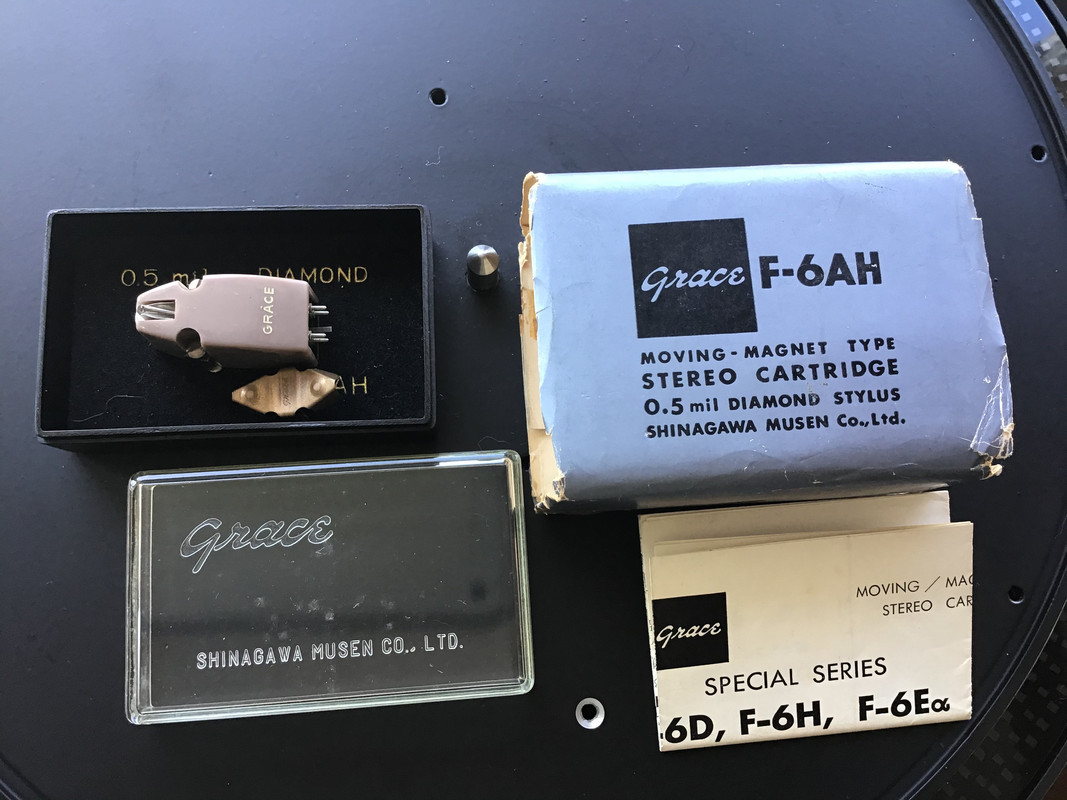 0.5 mil DIAMOND
GRACE
AH
Grace
SHINAGAWA MUSEN CO., LTD.
Grace F-6AH
MOVING-MAGNET TYPE
STEREO CARTRIDGE
0.5 mil DIAMOND STYLUS
SHINAGAWA MUSEN Co., Ltd.
MOVING / MAG
STEREO CAR
Grace
SPECIAL SERIES
6D, F-6H, F-6Eα